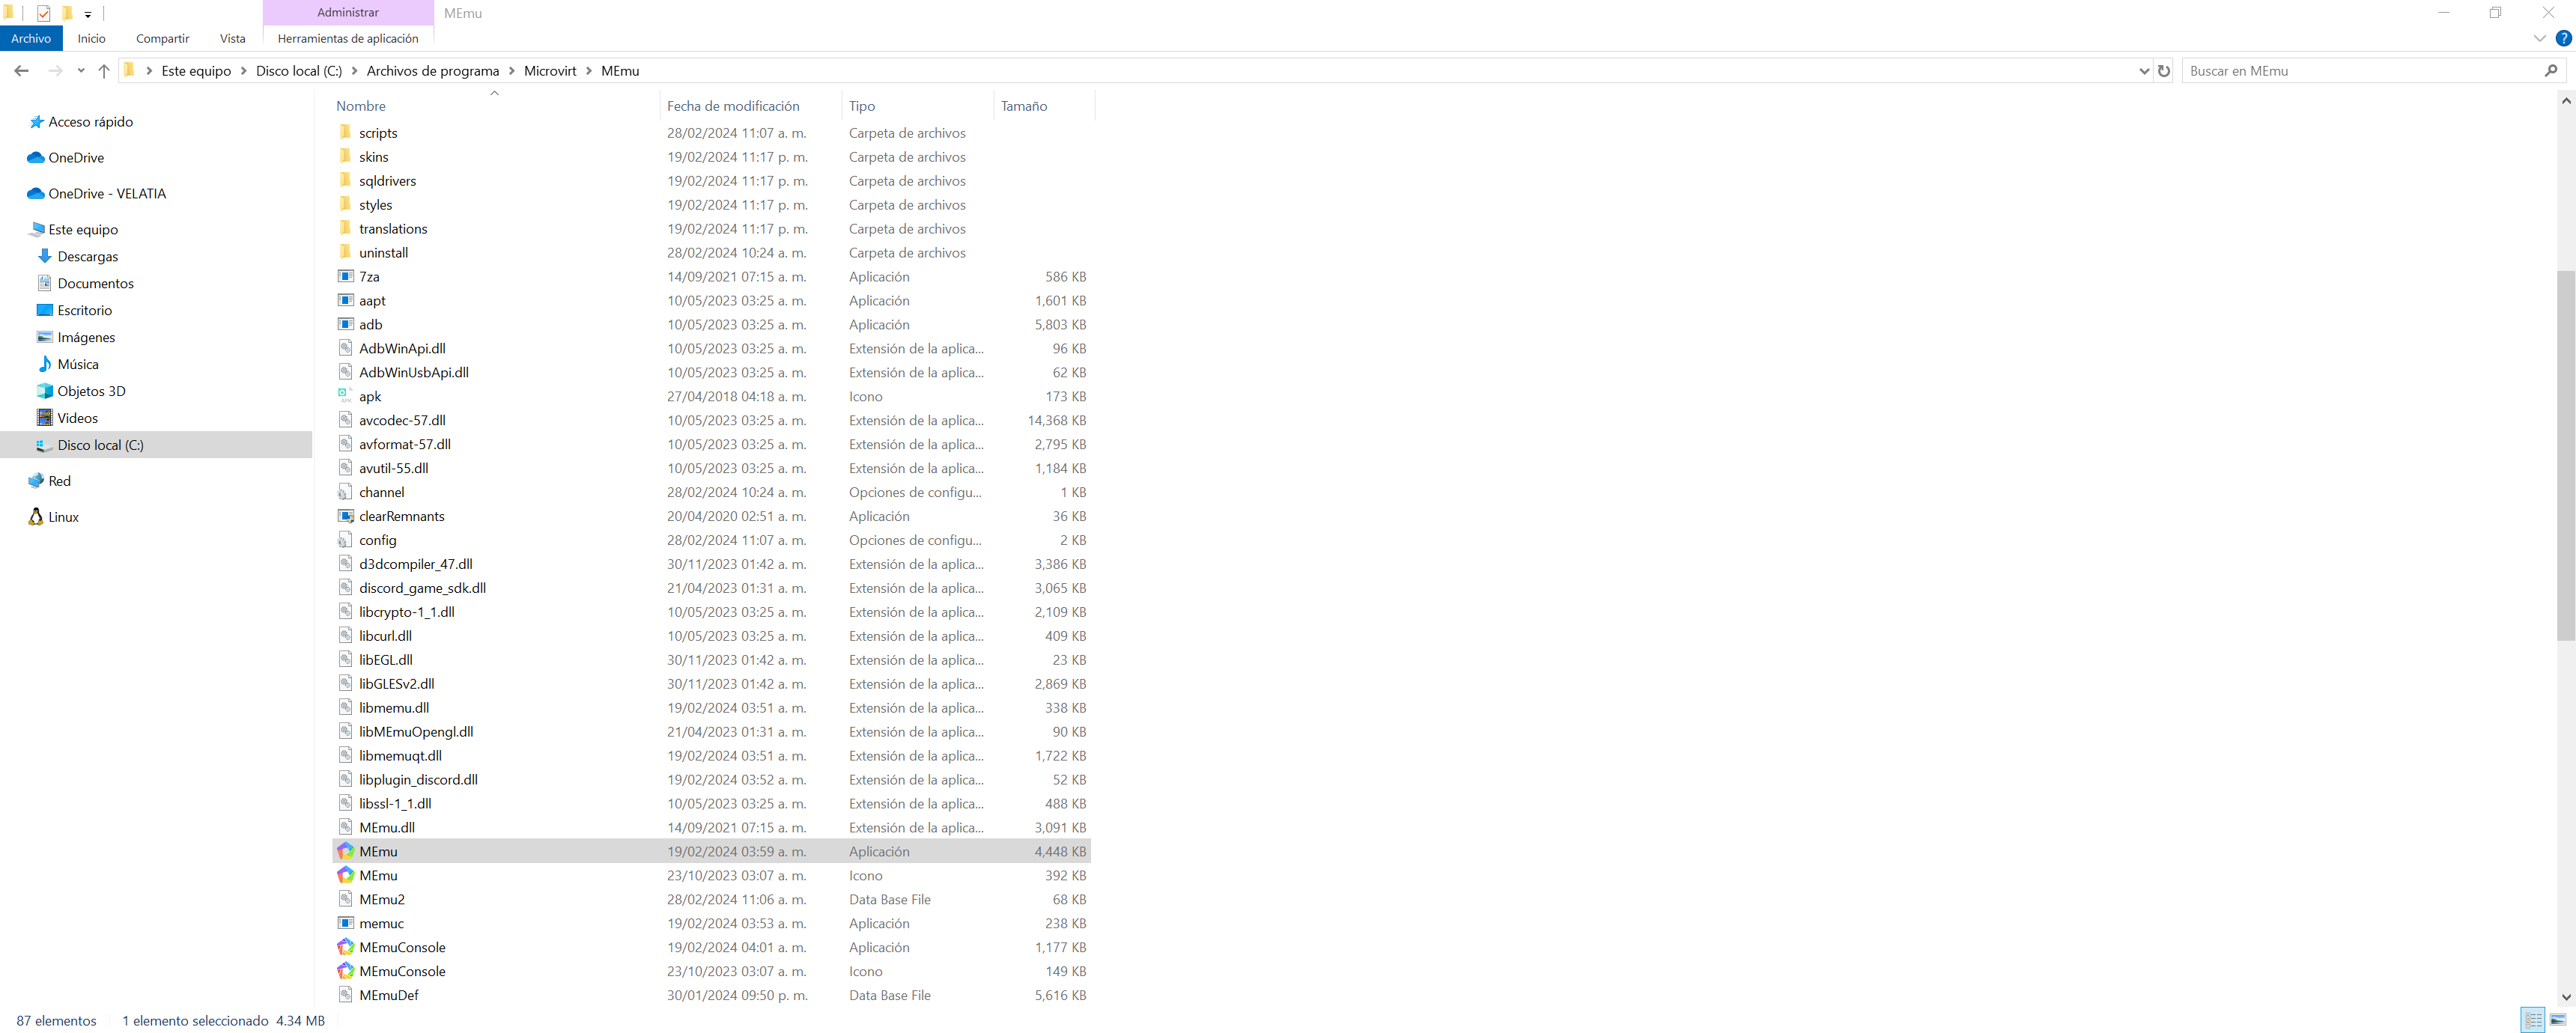 Administrar MEmu
Archivo Inicio Compartir Vista Herramientas de aplicación
Este equipo Disco local (C:) Archivos de programa Microvirt MEmu Buscar en MEmu
Nombre Fecha de modificación Tipo Tamaño
Acceso rápido
OneDrive
OneDrive - VELATIA
Este equipo
Descargas
Documentos
Escritorio
Imágenes
Música
Objetos 3D
Videos
Disco local (C:)
Red
Linux
scripts 28/02/2024 11:07 a. m. Carpeta de archivos
skins 19/02/2024 11:17 p. m. Carpeta de archivos
sqldrivers 19/02/2024 11:17 p. m. Carpeta de archivos
styles 19/02/2024 11:17 p. m. Carpeta de archivos
translations 19/02/2024 11:17 p. m. Carpeta de archivos
uninstall 28/02/2024 10:24 a. m. Carpeta de archivos
7za 14/09/2021 07:15 a. m. Aplicación 586 KB
aapt 10/05/2023 03:25 a. m. Aplicación 1,601 KB
adb 10/05/2023 03:25 a. m. Aplicación 5,803 KB
AdbWinApi.dll 10/05/2023 03:25 a. m. Extensión de la aplica... 96 KB
AdbWinUsbApi.dll 10/05/2023 03:25 a. m. Extensión de la aplica... 62 KB
apk 27/04/2018 04:18 a. m. Icono 173 KB
avcodec-57.dll 10/05/2023 03:25 a. m. Extensión de la aplica... 14,368 KB
avformat-57.dll 10/05/2023 03:25 a. m. Extensión de la aplica... 2,795 KB
avutil-55.dll 10/05/2023 03:25 a. m. Extensión de la aplica... 1,184 KB
channel 28/02/2024 10:24 a. m. Opciones de configu... 1 KB
clearRemnants 20/04/2020 02:51 a. m. Aplicación 36 KB
config 28/02/2024 11:07 a. m. Opciones de configu... 2 KB
d3dcompiler_47.dll 30/11/2023 01:42 a. m. Extensión de la aplica... 3,386 KB
discord_game_sdk.dll 21/04/2023 01:31 a. m. Extensión de la aplica... 3,065 KB
libcrypto-1_1.dll 10/05/2023 03:25 a. m. Extensión de la aplica... 2,109 KB
libcurl.dll 10/05/2023 03:25 a. m. Extensión de la aplica... 409 KB
libEGL.dll 30/11/2023 01:42 a. m. Extensión de la aplica... 23 KB
libGLESv2.dll 30/11/2023 01:42 a. m. Extensión de la aplica... 2,869 KB
libmemu.dll 19/02/2024 03:51 a. m. Extensión de la aplica... 338 KB
libMEmuOpengl.dll 21/04/2023 01:31 a. m. Extensión de la aplica... 90 KB
libmemuqt.dll 19/02/2024 03:51 a. m. Extensión de la aplica... 1,722 KB
libplugin_discord.dll 19/02/2024 03:52 a. m. Extensión de la aplica... 52 KB
libssl-1_1.dll 10/05/2023 03:25 a. m. Extensión de la aplica... 488 KB
MEmu.dll 14/09/2021 07:15 a. m. Extensión de la aplica... 3,091 KB
MEmu 19/02/2024 03:59 a. m. Aplicación 4,448 KB
MEmu 23/10/2023 03:07 a. m. Icono 392 KB
MEmu2 28/02/2024 11:06 a. m. Data Base File 68 KB
memuc 19/02/2024 03:53 a. m. Aplicación 238 KB
MEmuConsole 19/02/2024 04:01 a. m. Aplicación 1,177 KB
MEmuConsole 23/10/2023 03:07 a. m. Icono 149 KB
MEmuDef 30/01/2024 09:50 p. m. Data Base File 5,616 KB
87 elementos 1 elemento seleccionado 4.34 MB